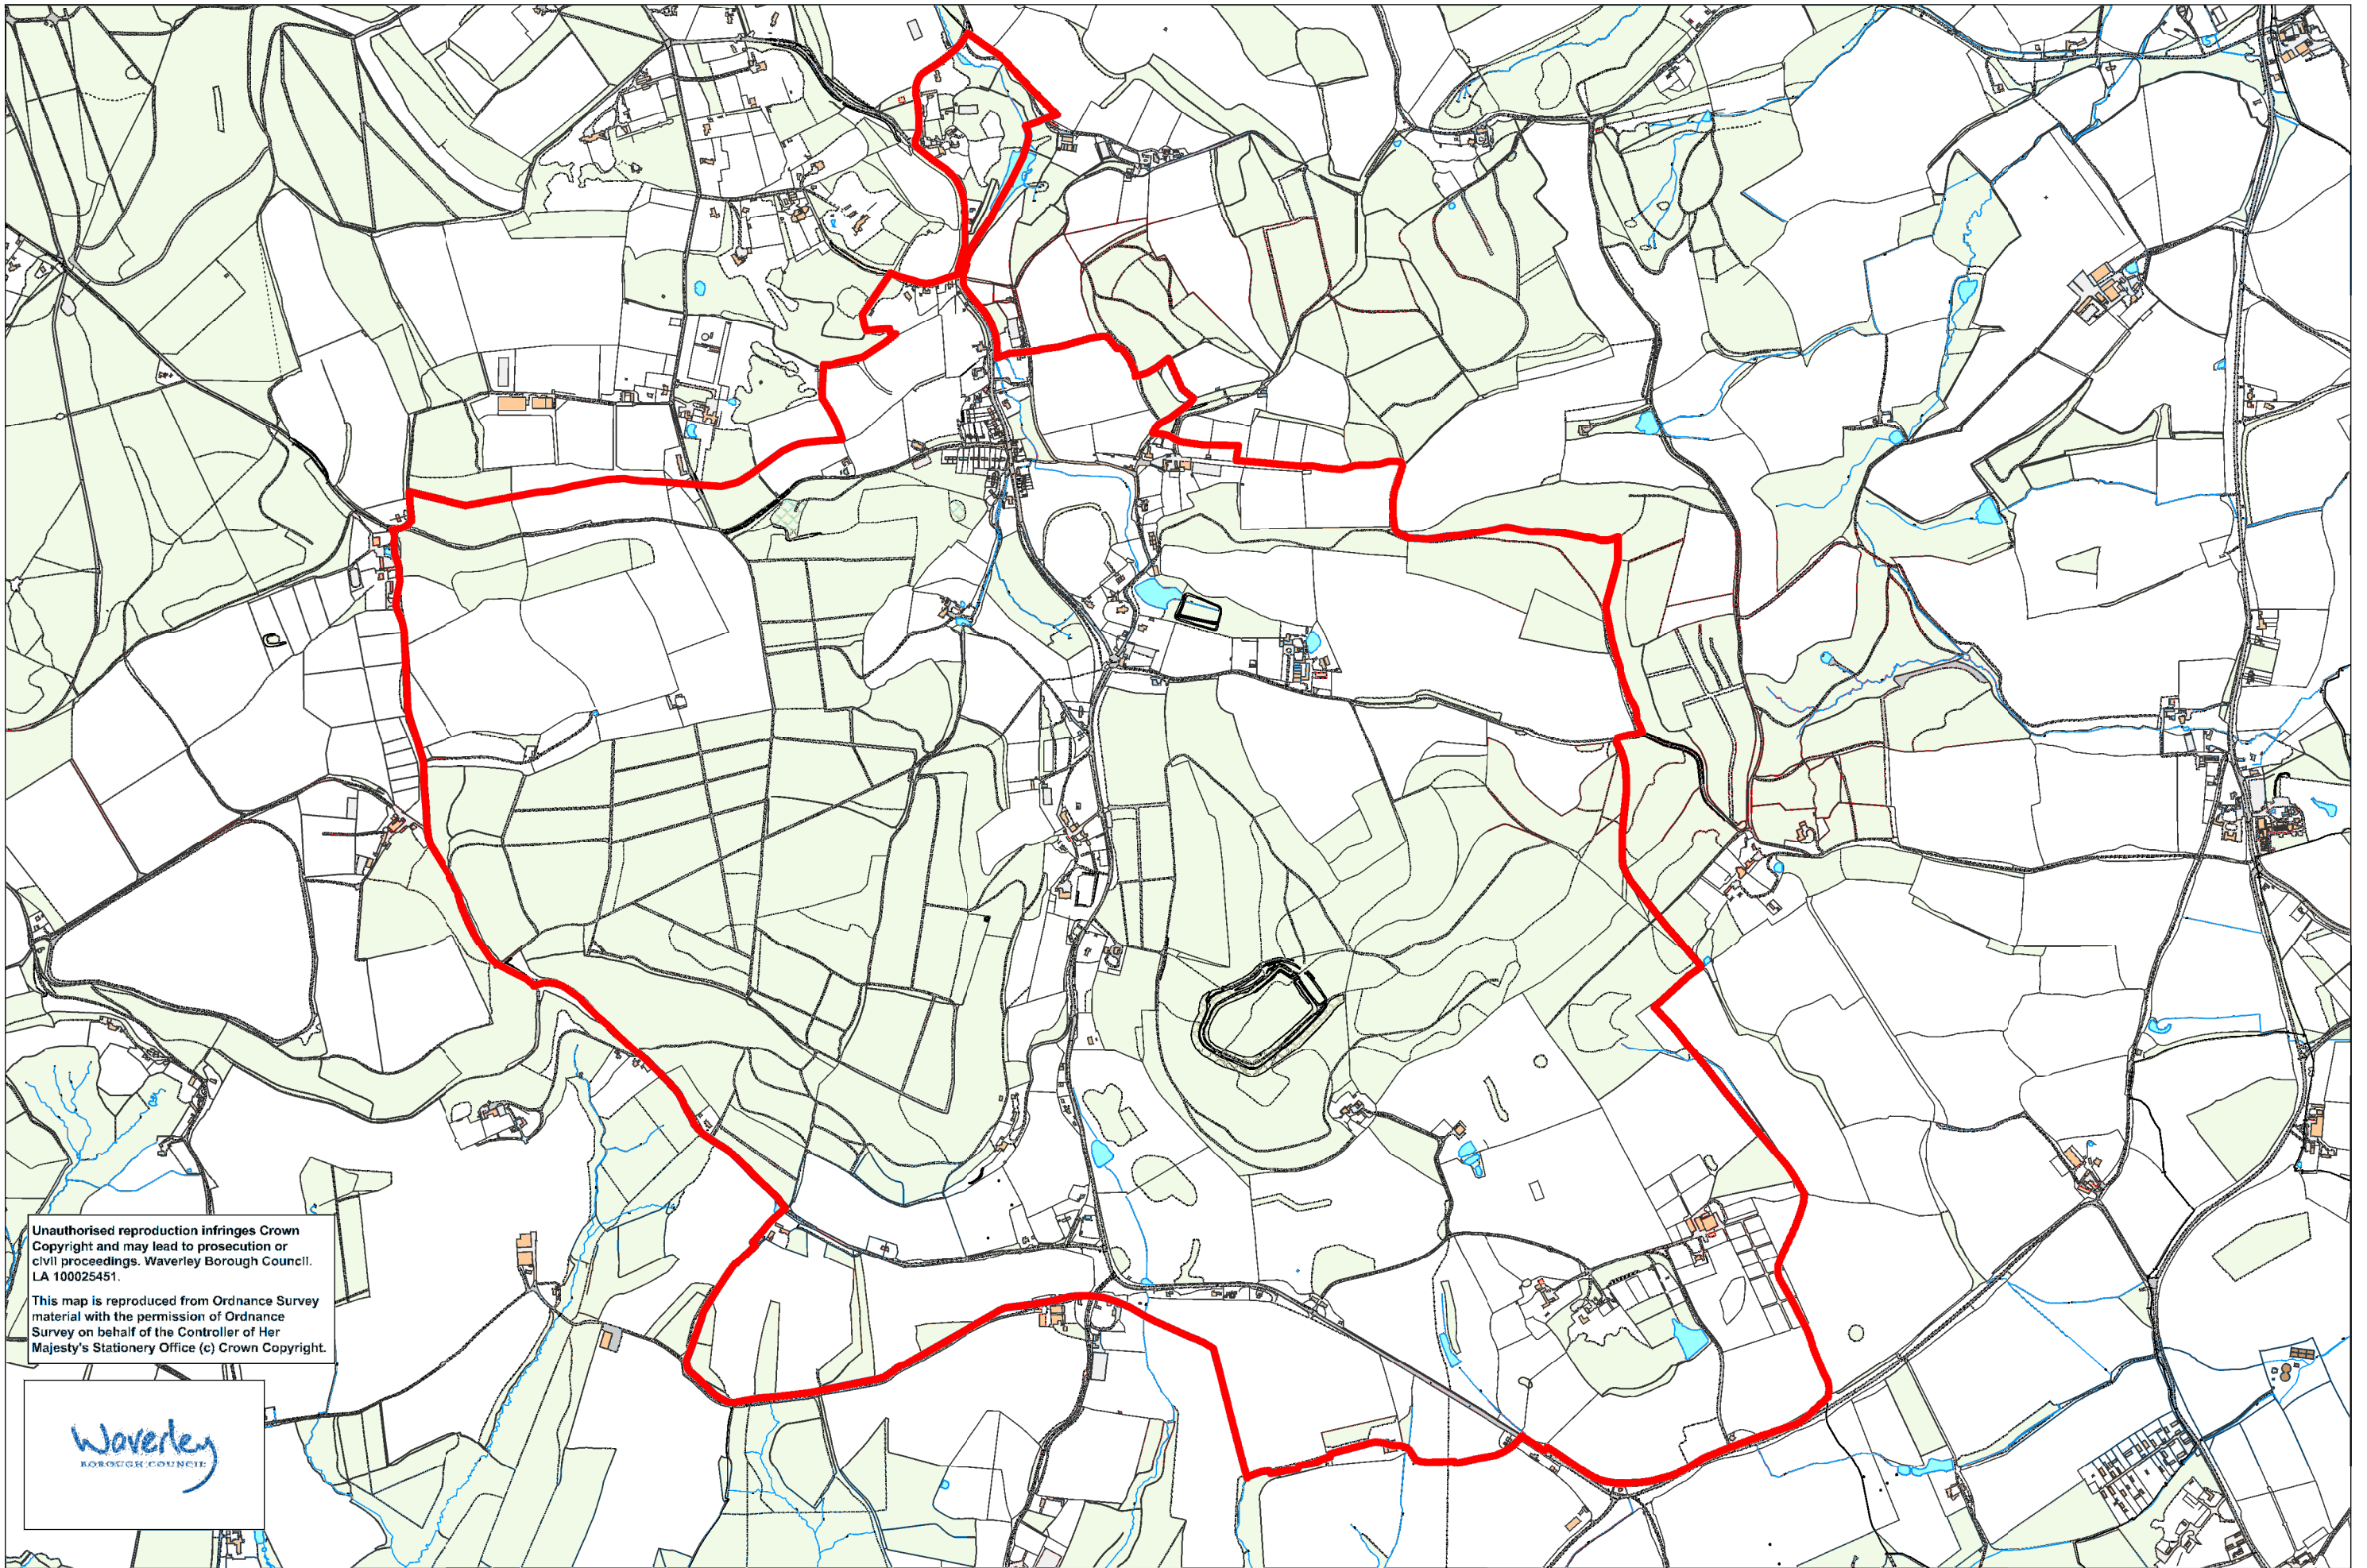 Unauthorised reproduction infringes Crown
Copyright and may lead to prosecution or
civil proceedings. Waverley Borough Council.
LA 100025451.
This map is reproduced from Ordnance Survey
material with the permission of Ordnance
Survey on behalf of the Controller of Her
Majesty's Stationery Office (c) Crown Copyright.
Waverley
BOROUGH COUNCIL